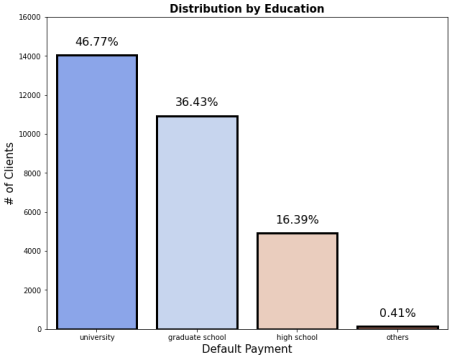 Distribution by Education
16000
14000
12000
10000
8000
6000
4000
2000
0
# of Clients
46.77%
36.43%
16.39%
0.41%
university
graduate school
high school
others
Default Payment